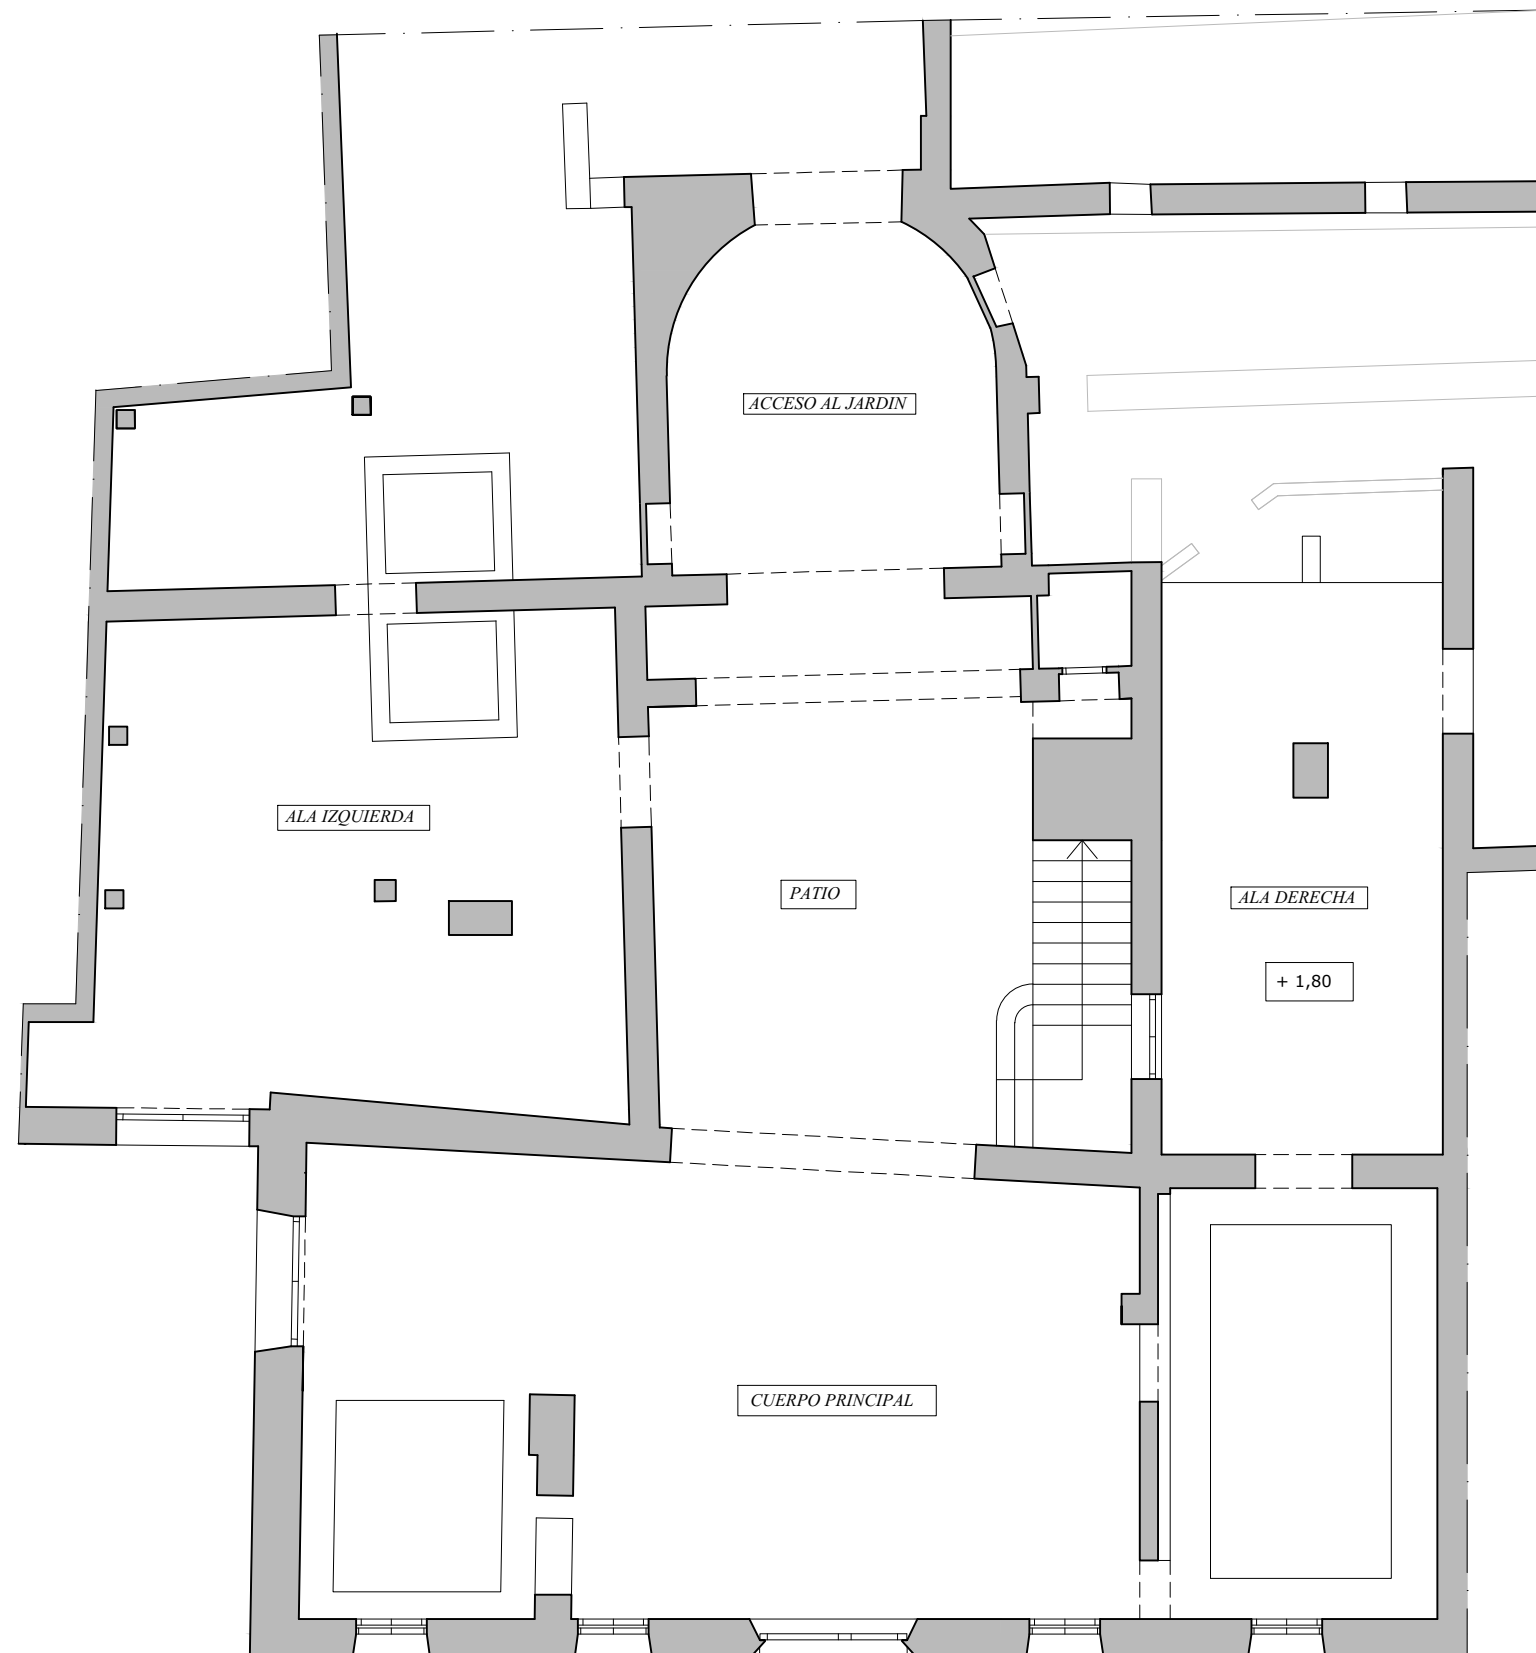 ACCESO AL JARDIN
ALA IZQUIERDA
PATIO
ALA DERECHA
+ 1,80
CUERPO PRINCIPAL